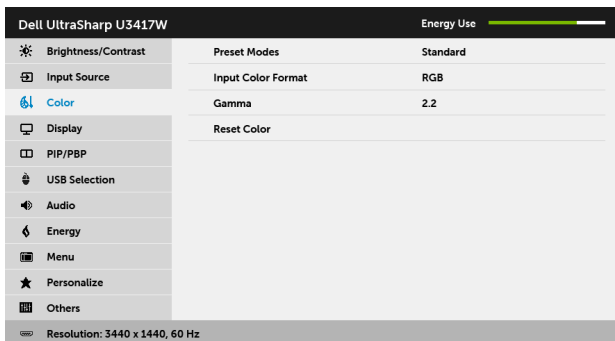 Dell UltraSharp U3417W Energy Use
Brightness/Contrast Preset Modes Standard
Input Source Input Color Format RGB
Color Gamma 2.2
Display Reset Color
PIP/PBP
USB Selection
Audio
Energy
Menu
Personalize
Others
Resolution: 3440 x 1440, 60 Hz